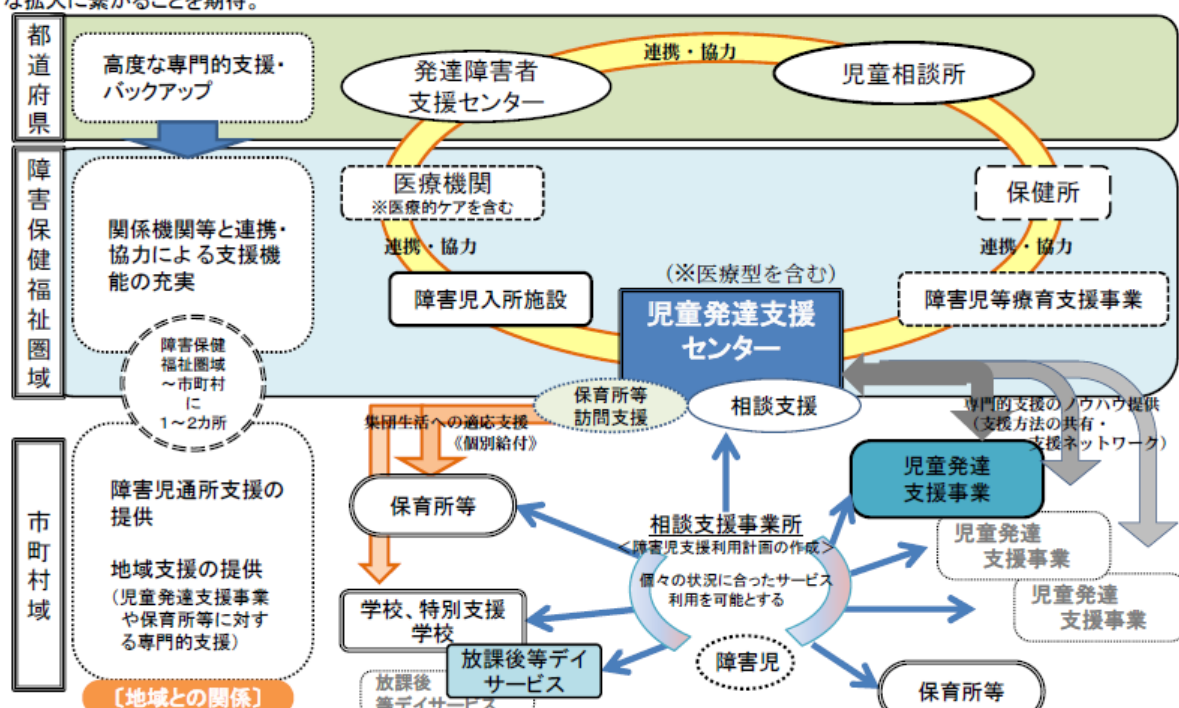 な拡大に繋がることを期待。
都道府県
高度な専門的支援・
バックアップ
発達障害者
支援センター
連携・協力
児童相談所
障害保健福祉圏域
関係機関等と連携・
協力による支援機
能の充実
医療機関
※医療的ケアを含む
保健所
連携・協力
連携・協力
障害児入所施設
(※医療型を含む)
児童発達支援
センター
障害児等療育支援事業
障害保健
福祉圏域
~市町村
に
1~2カ所
保育所等
訪問支援
相談支援
集団生活への適応支援
《個別給付》
専門的支援のノウハウ提供
(支援方法の共有・
支援ネットワーク)
市町村域
障害児通所支援の
提供
地域支援の提供
(児童発達支援事業
や保育所等に対す
る専門的支援)
保育所等
児童発達
支援事業
相談支援事業所
<障害児支援利用計画の作成>
個々の状況に合ったサービス
利用を可能とする
児童発達
支援事業
児童発達
支援事業
学校、特別支援
学校
放課後等デイ
サービス
障害児
放課後
等デイサービス
保育所等
〔地域との関係〕